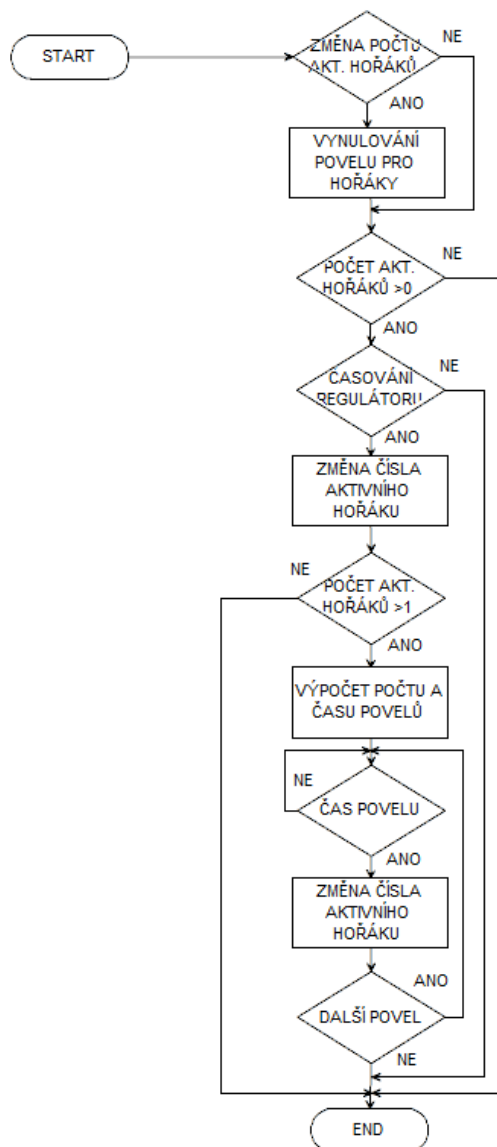 START
ZMĚNA POČTU
AKT. HOŘÁKŮ
NE
ANO
VYNULOVÁNÍ
POVELU PRO
HOŘÁKY
POČET AKT.
HOŘÁKŮ >0
NE
ANO
ČASOVÁNÍ
REGULÁTORU
NE
ANO
ZMĚNA ČÍSLA
AKTIVNÍHO
HOŘÁKU
NE
POČET AKT.
HOŘÁKŮ >1
ANO
VÝPOČET POČTU A
ČASU POVELŮ
NE
ČAS POVELU
ANO
ZMĚNA ČÍSLA
AKTIVNÍHO
HOŘÁKU
ANO
DALŠÍ POVEL
NE
END